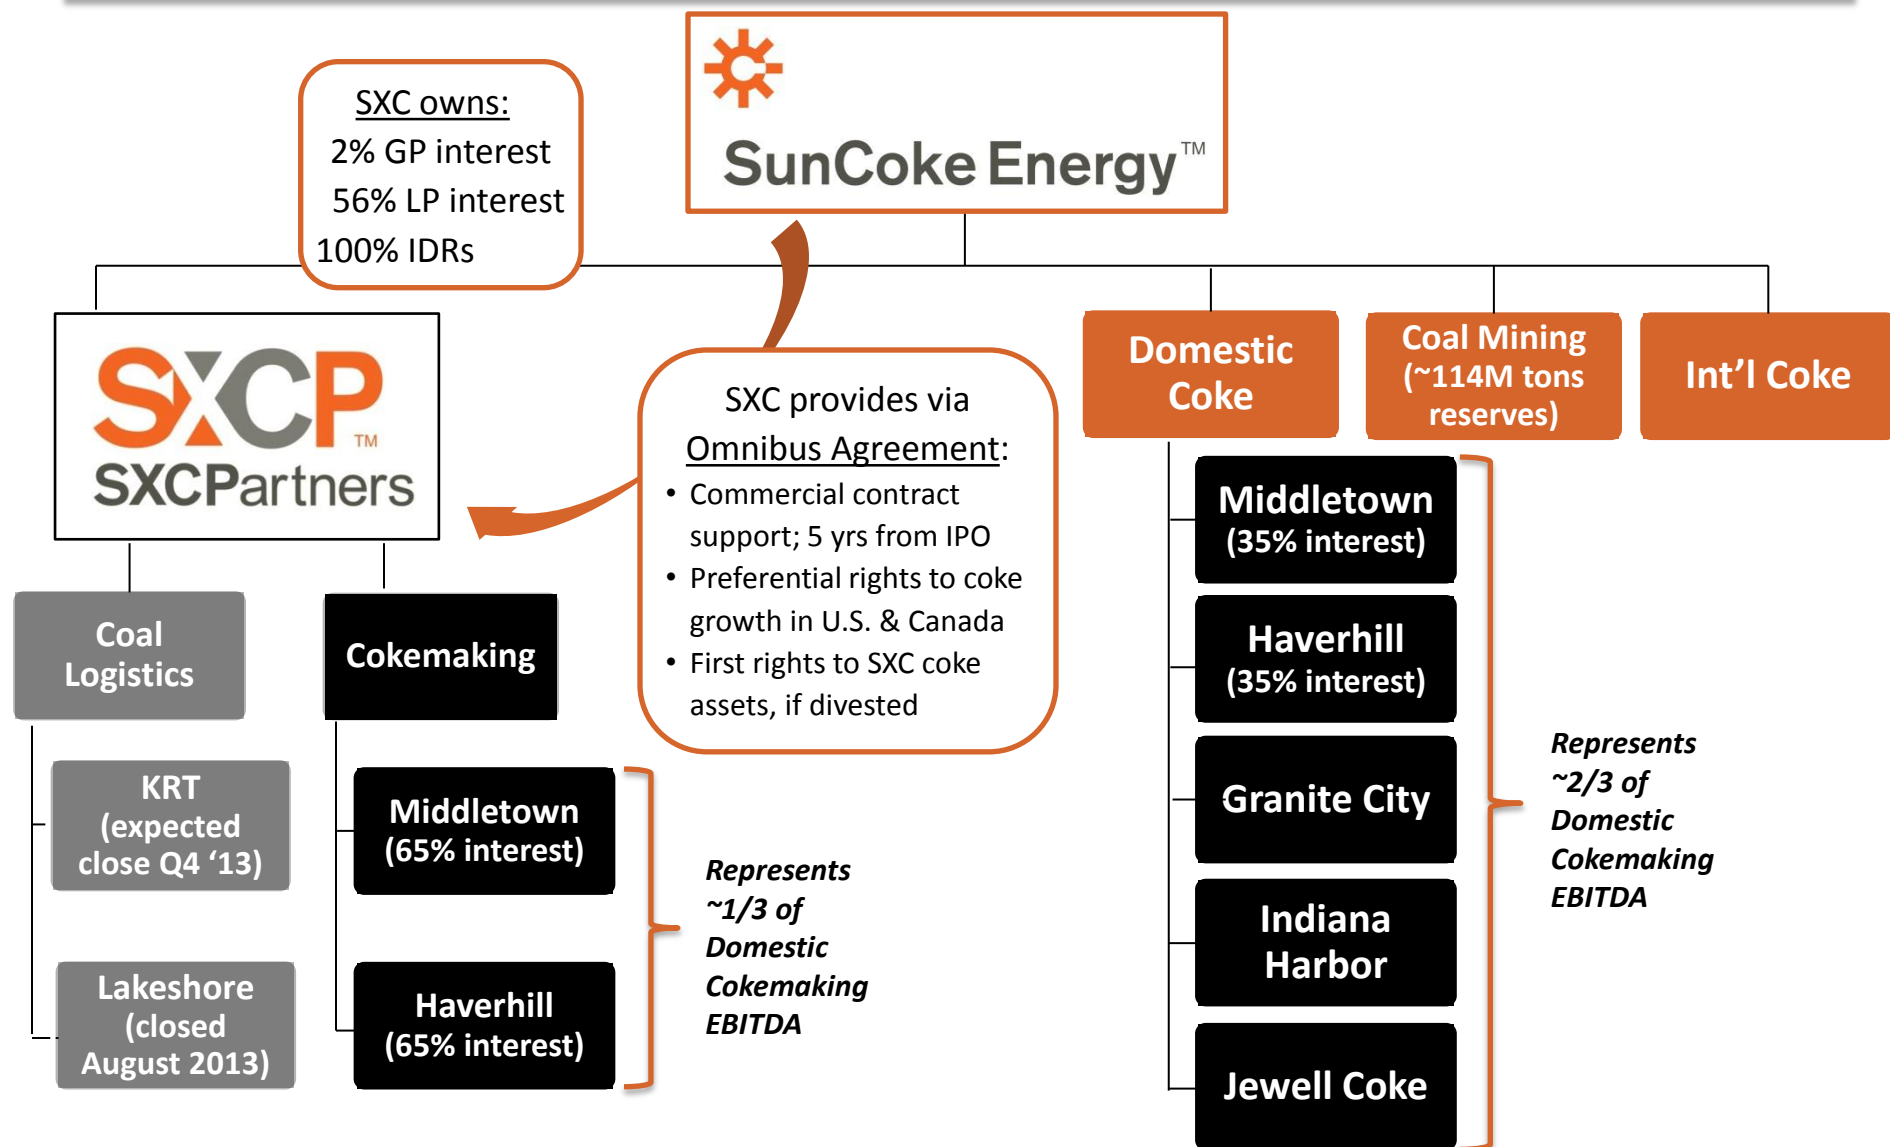 SunCoke Energy™
SXC owns:
2% GP interest
56% LP interest
100% IDRs
SXCP™
SXCPartners
SXC provides via
Omnibus Agreement:
• Commercial contract
support; 5 yrs from IPO
• Preferential rights to coke
growth in U.S. & Canada
• First rights to SXC coke
assets, if divested
Domestic
Coke
Coal Mining
(~114M tons
reserves)
Int’l Coke
Coal
Logistics
Cokemaking
KRT
(expected
close Q4 ‘13)
Lakeshore
(closed
August 2013)
Middletown
(65% interest)
Haverhill
(65% interest)
Represents
~1/3 of
Domestic
Cokemaking
EBITDA
Middletown
(35% interest)
Haverhill
(35% interest)
Granite City
Indiana
Harbor
Jewell Coke
Represents
~2/3 of
Domestic
Cokemaking
EBITDA